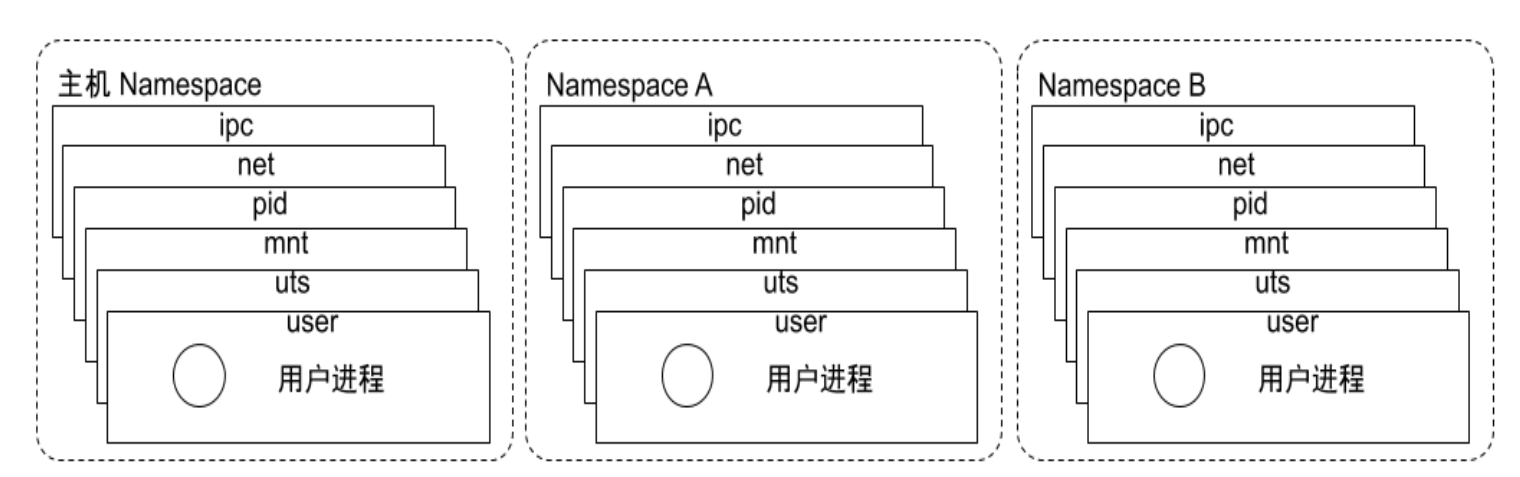 主机 Namespace
ipc
net
pid
mnt
uts
user
用户进程
Namespace A
ipc
net
pid
mnt
uts
user
用户进程
Namespace B
ipc
net
pid
mnt
uts
user
用户进程